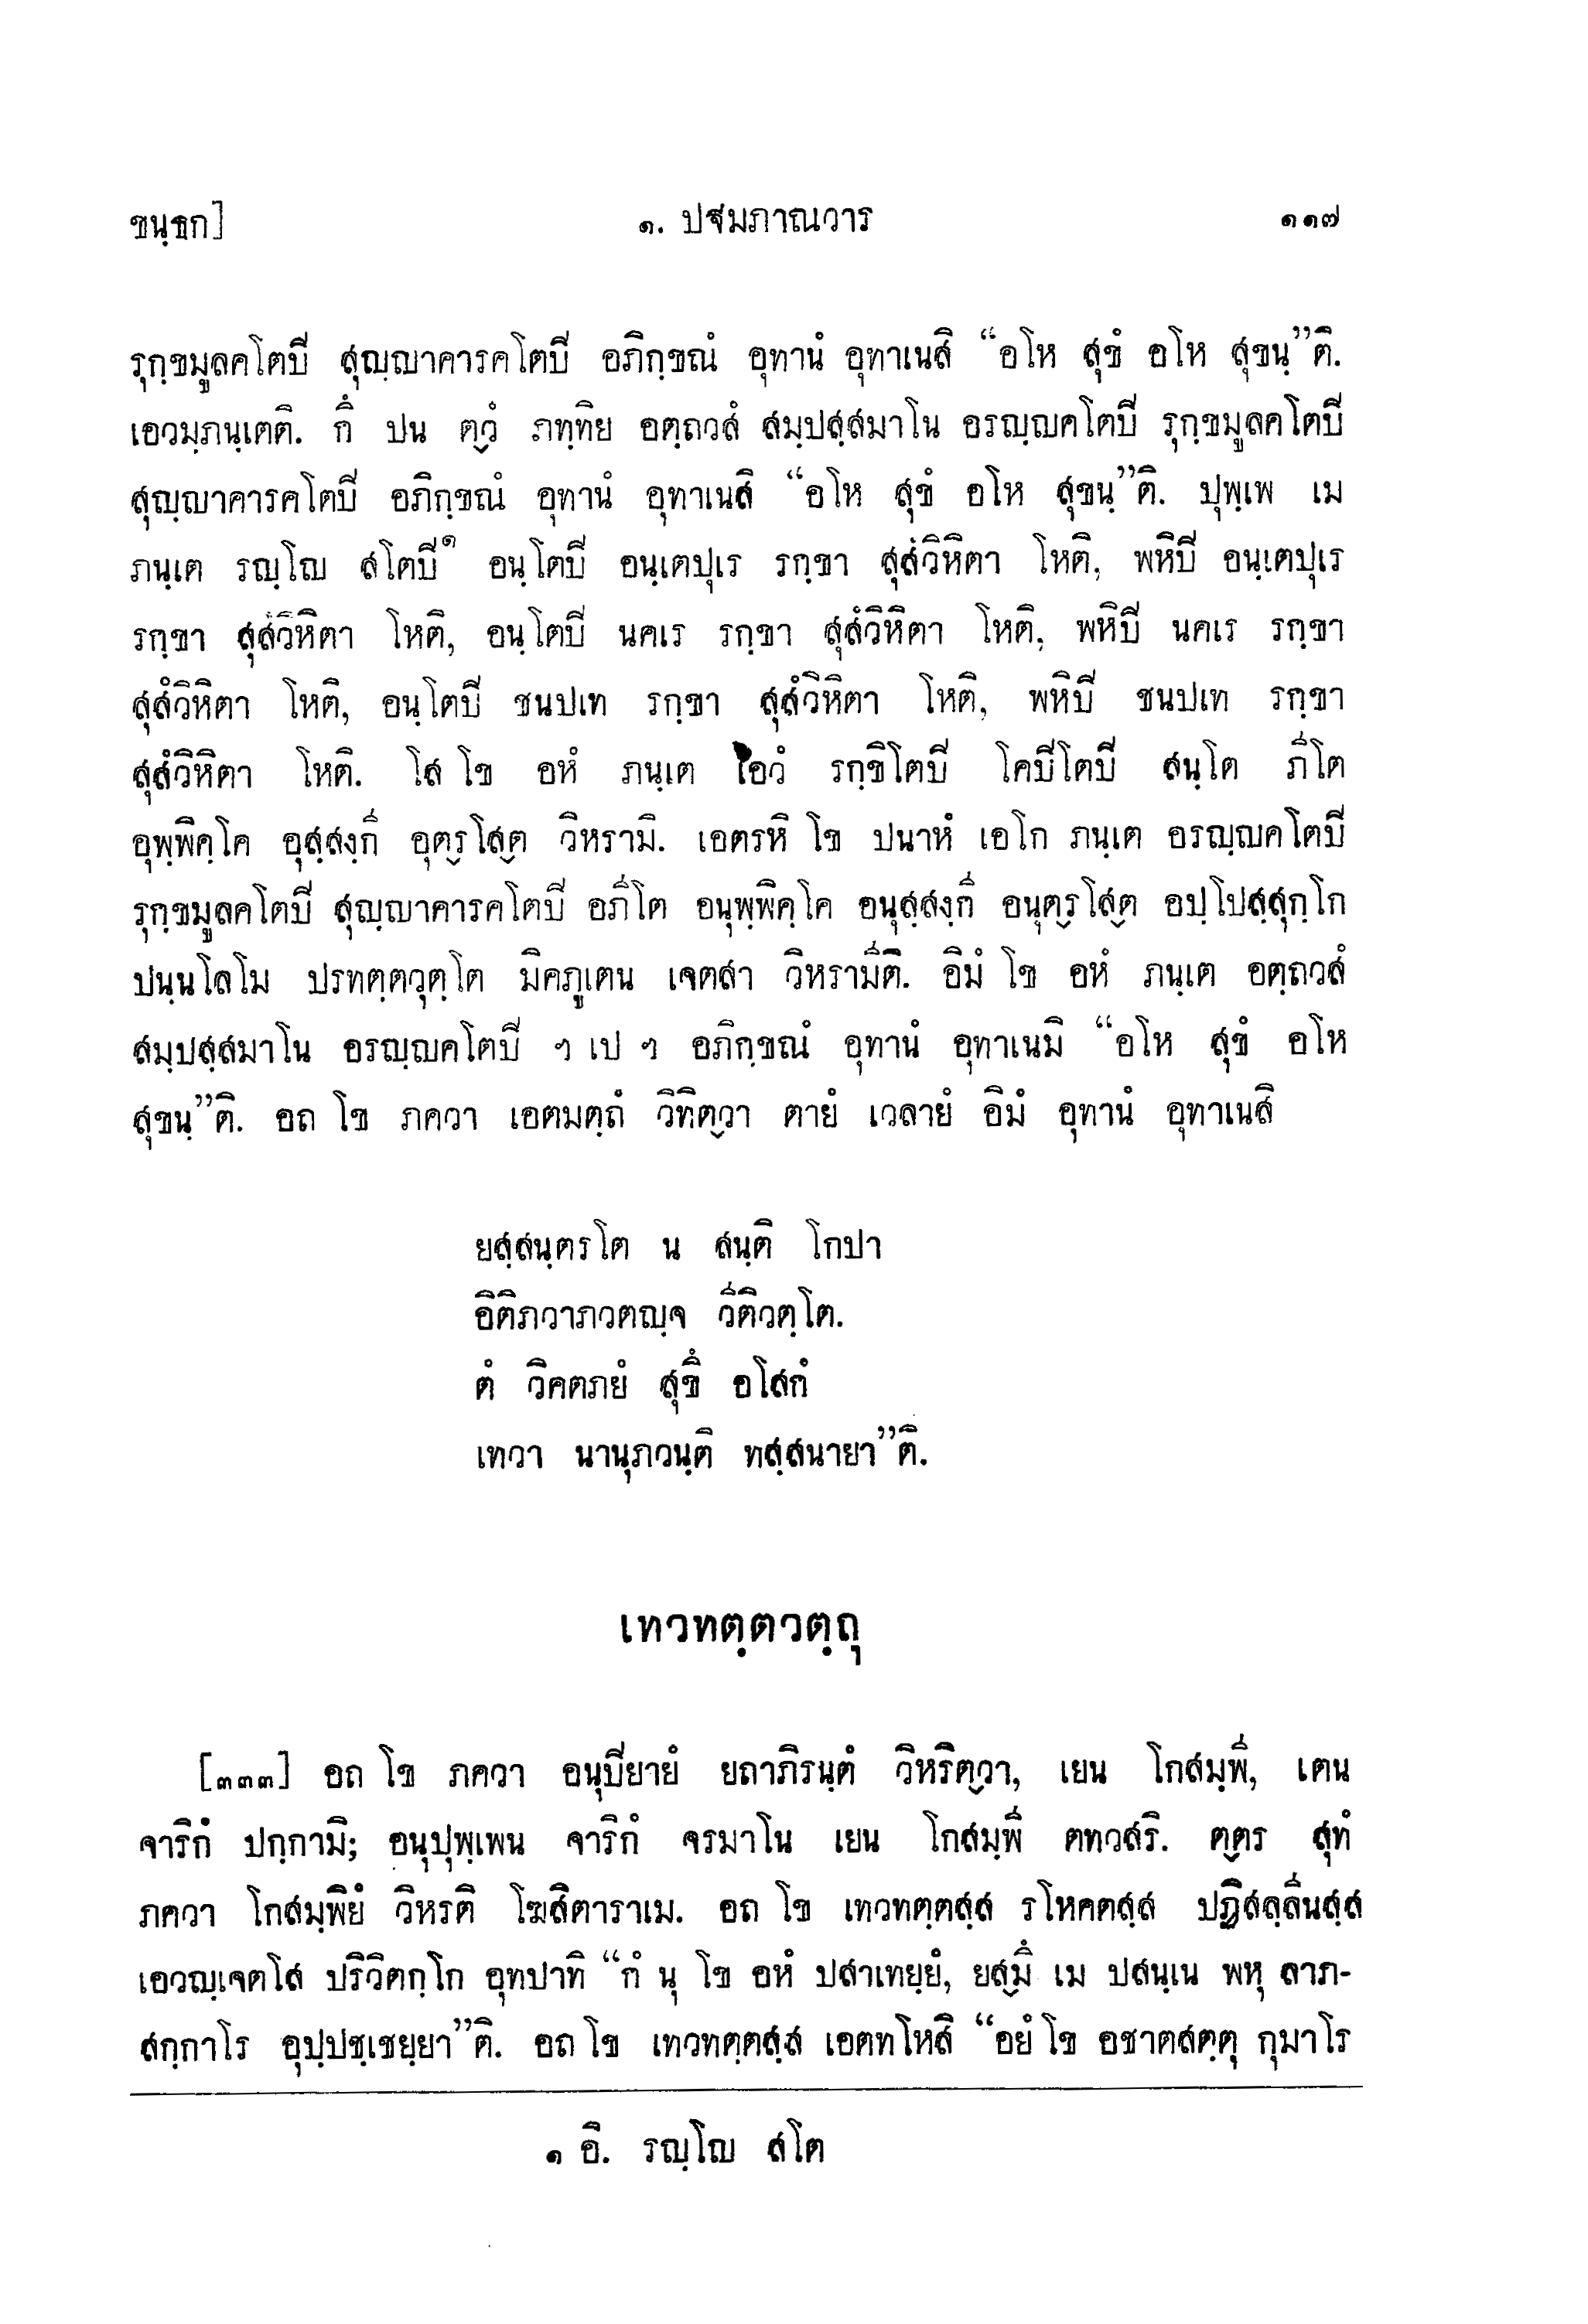 ขนฺธก] ๑. ปฐมภาณวาร ๑๑๗
รุกฺขมูลคโตปิ สุญฺญาคารคโตปิ อภิกฺขณํ อุทานํ อุทาเนสิ “อโห สุขํ อโห สุขนฺ”ติ.
เอวมฺภนฺเตติ. กึ ปน ตฺวํ ภทฺทิย อตฺถวสํ สมฺปสฺสมาโน อรญฺญคโตปิ รุกฺขมูลคโตปิ
สุญฺญาคารคโตปิ อภิกฺขณํ อุทานํ อุทาเนสิ “อโห สุขํ อโห สุขนฺ”ติ. ปุพฺเพ เม
ภนฺเต รญฺโญ สโตปิ๑ อนฺโตปิ อนฺเตปุเร รกฺขา สุสํวิหิตา โหติ, พหิปิ อนฺเตปุเร
รกฺขา สุสํวิหิตา โหติ, อนฺโตปิ นคเร รกฺขา สุสํวิหิตา โหติ, พหิปิ นคเร รกฺขา
สุสํวิหิตา โหติ, อนฺโตปิ ชนปเท รกฺขา สุสํวิหิตา โหติ, พหิปิ ชนปเท รกฺขา
สุสํวิหิตา โหติ. โส โข อหํ ภนฺเต เอวํ รกฺขิโตปิ โคปิโตปิ สนฺโต ภีโต
อุพฺพิคฺโค อุสฺสงฺกี อุตฺรฺโสฺต วิหรามิ. เอตรหิ โข ปนาหํ เอโก ภนฺเต อรญฺญคโตปิ
รุกฺขมูลคโตปิ สุญฺญาคารคโตปิ อภีโต อนุพฺพิคฺโค อนุสฺสงฺกี อนุตฺรฺโสฺต อปฺโปสฺสุกฺโก
ปนฺนโลโม ปรทตฺตวุตฺโต มิคภูเตน เจตสา วิหรามีติ. อิมํ โข อหํ ภนฺเต อตฺถวสํ
สมฺปสฺสมาโน อรญฺญคโตปิ ฯ เป ฯ อภิกฺขณํ อุทานํ อุทาเนมิ “อโห สุขํ อโห
สุขนฺ”ติ. อถ โข ภควา เอตมตฺถํ วิทิตฺวา ตายํ เวลายํ อิมํ อุทานํ อุทาเนสิ
ยสฺสนฺตรโต น สนฺติ โกปา
อิติภวาภวตญฺจ วีติวตฺโต.
ตํ วิคตภยํ สุขึ อโสกํ
เทวา นานุภวนฺติ ทสฺสนายา”ติ.
เทวทตฺตวตฺถุ
[๓๓๓] อถ โข ภควา อนุปิยายํ ยถาภิรนฺตํ วิหริตฺวา, เยน โกสมฺพี, เตน
จาริกํ ปกฺกามิ; อนุปุพฺเพน จาริกํ จรมาโน เยน โกสมฺพี ตทวสริ. ตฺตฺร สุทํ
ภควา โกสมฺพิยํ วิหรติ โฆสิตาราเม. อถ โข เทวทตฺตสฺส รโหคตสฺส ปฏิสลฺลีนสฺส
เอวญฺเจตโส ปริวิตกฺโก อุทปาทิ “กํ นุ โข อหํ ปสาเทยฺยํ, ยสฺมึ เม ปสนฺเน พหุ ลาภ-
สกฺกาโร อุปฺปชฺเชยฺยา”ติ. อถ โข เทวทตฺตสฺส เอตทโหสิ “อยํ โข อชาตสตฺตุ กุมาโร
๑ อิ. รญฺโญ สโต